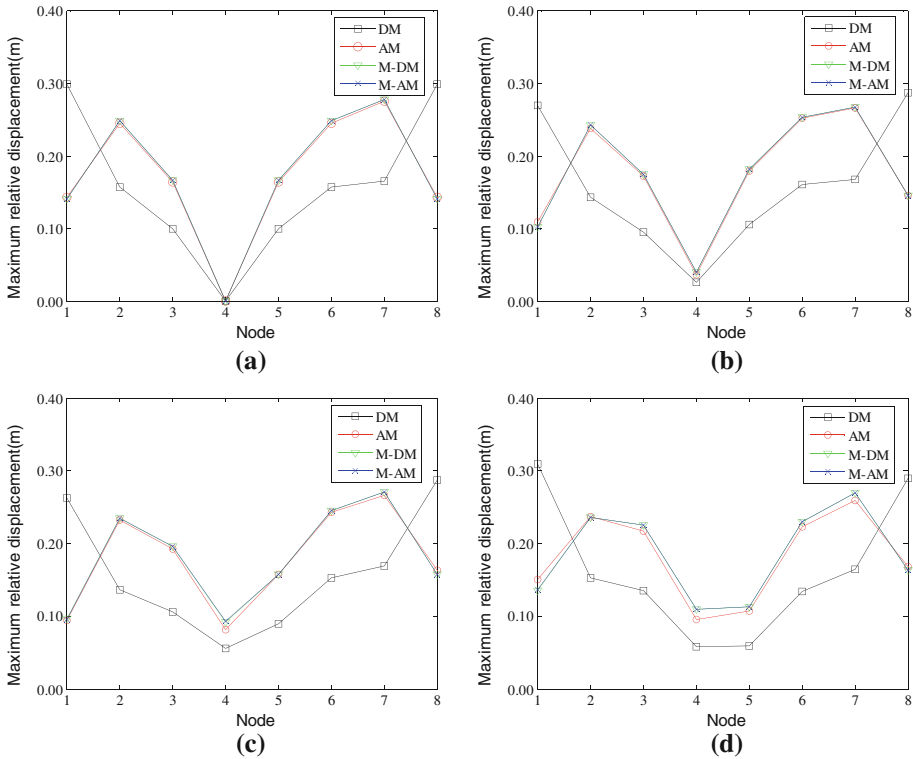 0.40
0.30
0.20
0.10
0.00
Maximum relative displacement(m)
DM
AM
M-DM
M-AM
1 2 3 4 5 6 7 8
Node
(a)
0.40
0.30
0.20
0.10
0.00
Maximum relative displacement(m)
DM
AM
M-DM
M-AM
1 2 3 4 5 6 7 8
Node
(b)
0.40
0.30
0.20
0.10
0.00
Maximum relative displacement(m)
DM
AM
M-DM
M-AM
1 2 3 4 5 6 7 8
Node
(c)
0.40
0.30
0.20
0.10
0.00
Maximum relative displacement(m)
DM
AM
M-DM
M-AM
1 2 3 4 5 6 7 8
Node
(d)